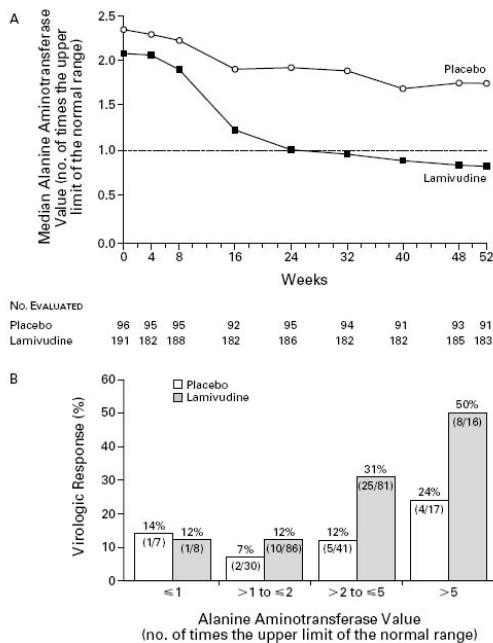 A
Median Alanine Aminotransferase
Value (no. of times the upper
limit of the normal range)
2.5
2.0
1.5
1.0
0.5
0.0
Placebo
Lamivudine
0 4 8 16 24 32 40 48 52
Weeks
No. Evaluated
Placebo 96 95 95 92 95 94 91 93 91
Lamivudine 191 182 188 182 186 182 182 185 183
B
Virologic Response (%)
60
50
40
30
20
10
0
Placebo
Lamivudine
14%
(1/7)
12%
(1/8)
7%
(2/30)
12%
(10/86)
12%
(5/41)
31%
(25/81)
24%
(4/17)
50%
(8/16)
≤1 >1 to ≤2 >2 to ≤5 >5
Alanine Aminotransferase Value
(no. of times the upper limit of the normal range)